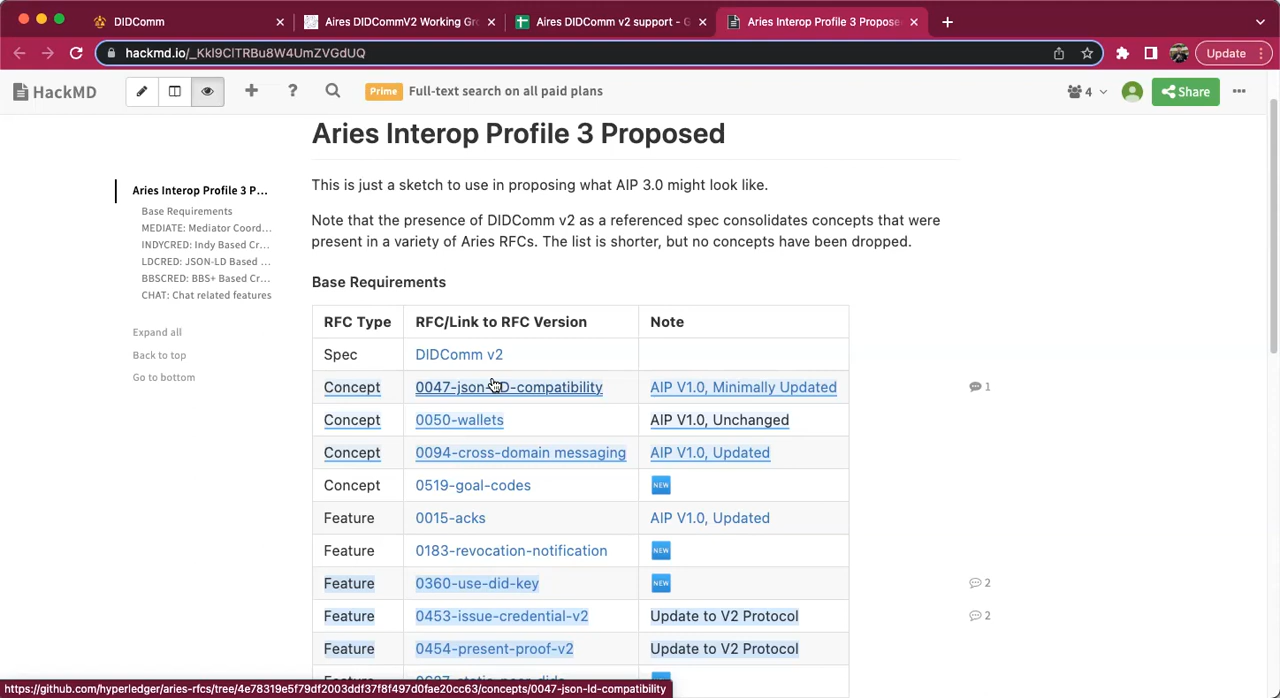 DIDComm
Aires DIDCommV2 Working Gro
Aries DIDComm v2 support - G
Aries Interop Profile 3 Propose
hackmd.io/_KkI9ClTRBu8W4UmZVGdUQ
Update
HackMD
Prime
Full-text search on all paid plans
4
Share
Aries Interop Profile 3 Proposed
Aries Interop Profile 3 P...
Base Requirements
MEDIATE: Mediator Coord...
INDYCRED: Indy Based Cr...
LDCRED: JSON-LD Based ...
BBSCRED: BBS+ Based Cr...
CHAT: Chat related features
Expand all
Back to top
Go to bottom
This is just a sketch to use in proposing what AIP 3.0 might look like.
Note that the presence of DIDComm v2 as a referenced spec consolidates concepts that were
present in a variety of Aries RFCs. The list is shorter, but no concepts have been dropped.
Base Requirements
RFC Type RFC/Link to RFC Version Note
Spec DIDComm v2
Concept 0047-json-LD-compatibility AIP V1.0, Minimally Updated 1
Concept 0050-wallets AIP V1.0, Unchanged
Concept 0094-cross-domain messaging AIP V1.0, Updated
Concept 0519-goal-codes NEW
Feature 0015-acks AIP V1.0, Updated
Feature 0183-revocation-notification NEW
Feature 0360-use-did-key NEW 2
Feature 0453-issue-credential-v2 Update to V2 Protocol 2
Feature 0454-present-proof-v2 Update to V2 Protocol
https://github.com/hyperledger/aries-rfcs/tree/4e78319e5f79df2003ddf37f8f497d0fae20cc63/concepts/0047-json-ld-compatibility